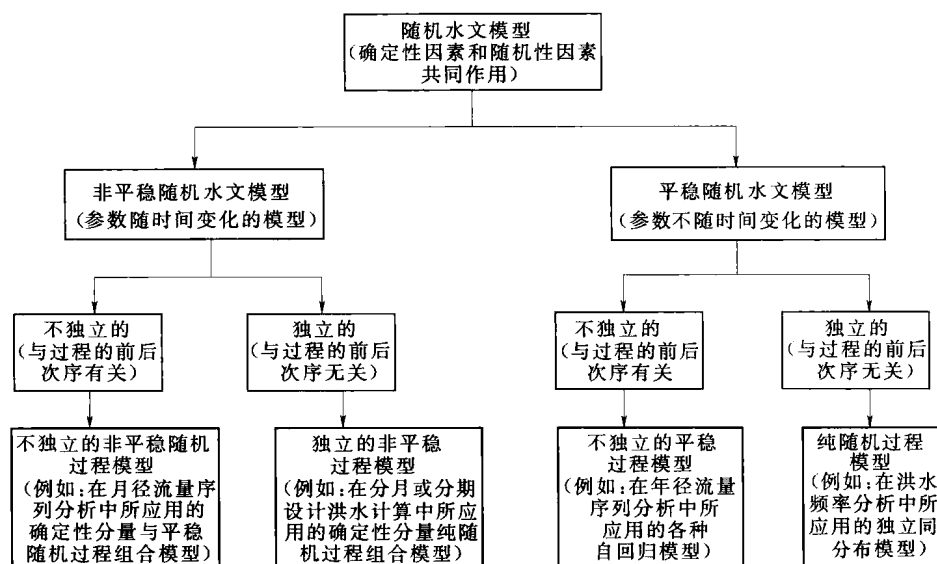 随机水文模型
(确定性因素和随机性因素
共同作用)
非平稳随机水文模型
(参数随时间变化的模型)
平稳随机水文模型
(参数不随时间变化的模型)
不独立的
(与过程的前后
次序有关)
独立的
(与过程的前后
次序无关)
不独立的
(与过程的前后
次序有关
独立的
(与过程的前后
次序无关)
不独立的非平稳随机
过程模型
(例如:在月径流量序
列分析中所应用的
确定性分量与平稳
随机过程组合模型)
独立的非平稳
过程模型
(例如:在分月或分期
设计洪水计算中所应
用的确定性分量纯随
机过程组合模型)
不独立的平稳
过程模型
(例如:在年径流量
序列分析中所
应用的各种
自回归模型)
纯随机过程
模型
(例如:在洪水
频率分析中所
应用的独立同
分布模型)